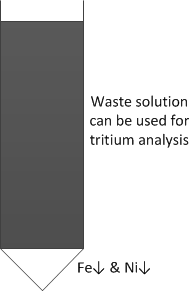 Waste solution
can be used for
tritium analysis
Fe↓ & Ni↓